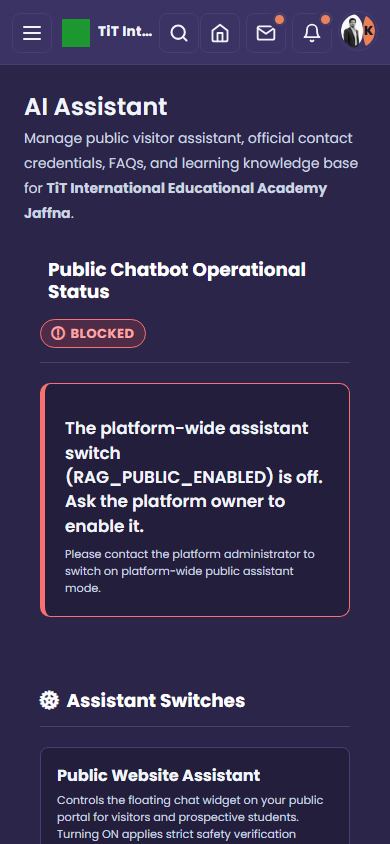 TiT Int...
K
AI Assistant
Manage public visitor assistant, official contact
credentials, FAQs, and learning knowledge base
for TiT International Educational Academy
Jaffna.
Public Chatbot Operational
Status
BLOCKED
The platform-wide assistant
switch
(RAG_PUBLIC_ENABLED) is off.
Ask the platform owner to
enable it.
Please contact the platform administrator to
switch on platform-wide public assistant
mode.
Assistant Switches
Public Website Assistant
Controls the floating chat widget on your public
portal for visitors and prospective students.
Turning ON applies strict safety verification